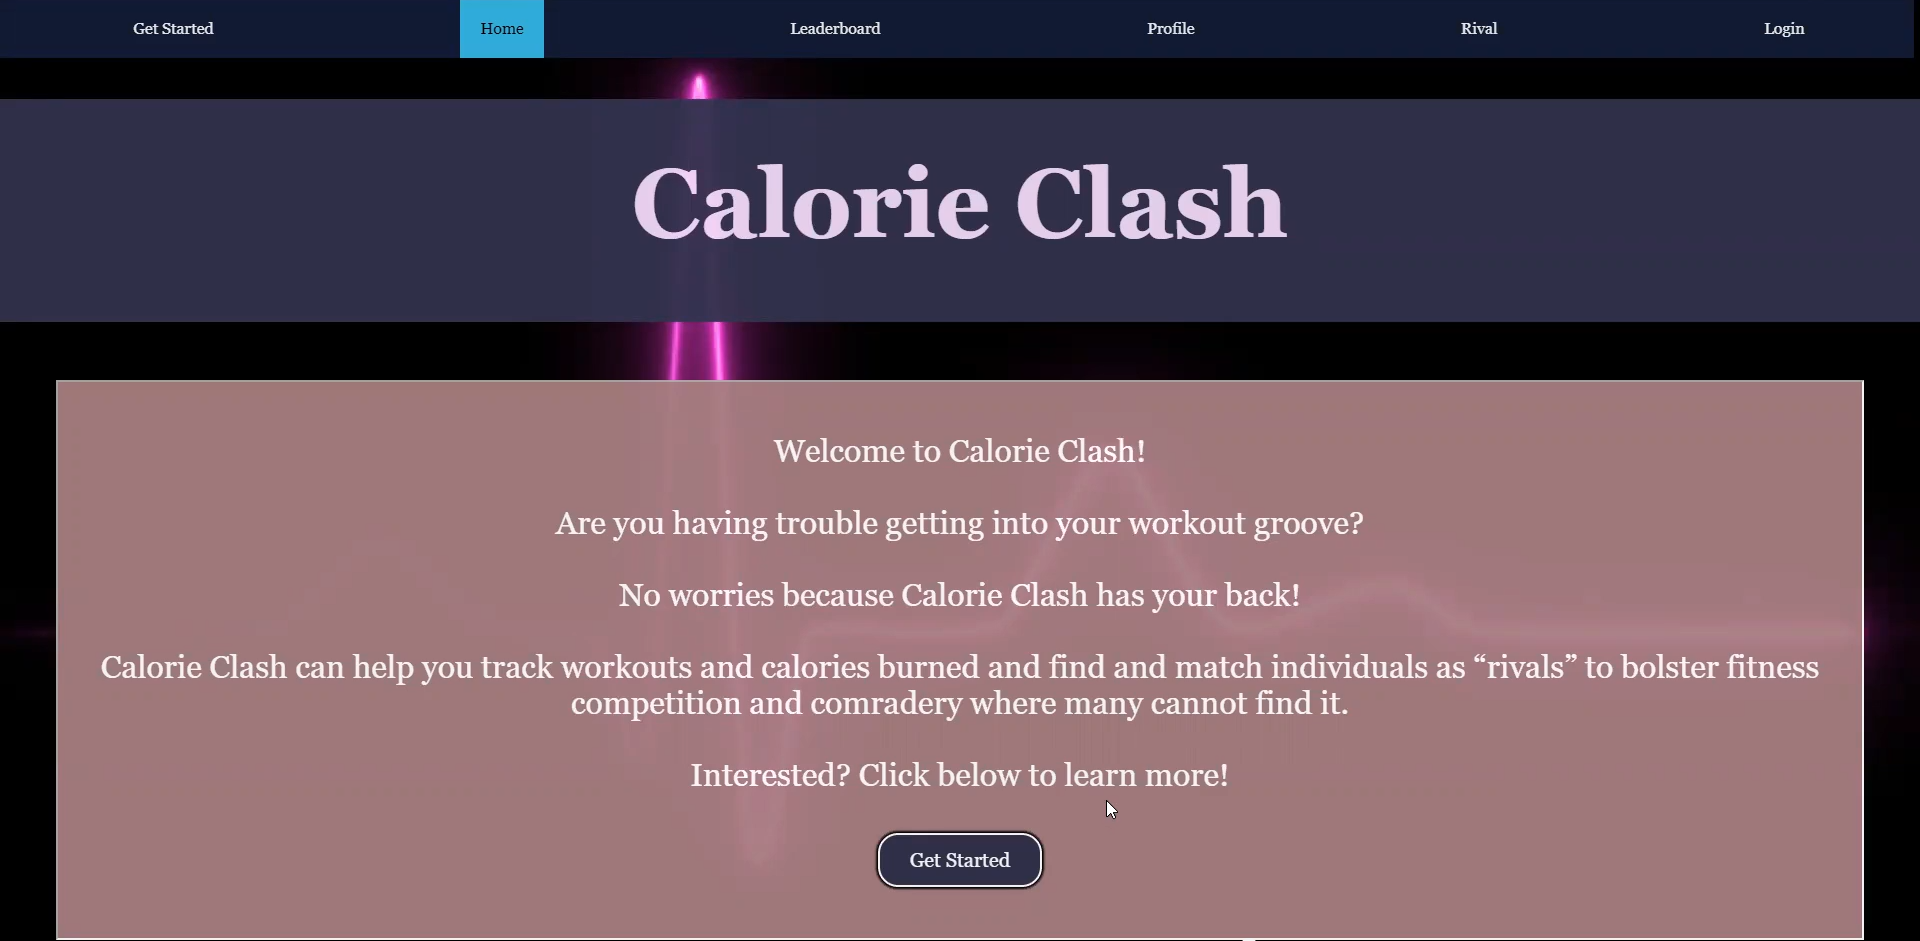 Get Started
Home
Leaderboard
Profile
Rival
Login
Calorie Clash
Welcome to Calorie Clash!
Are you having trouble getting into your workout groove?
No worries because Calorie Clash has your back!
Calorie Clash can help you track workouts and calories burned and find and match individuals as “rivals” to bolster fitness
competition and comradery where many cannot find it.
Interested? Click below to learn more!
Get Started